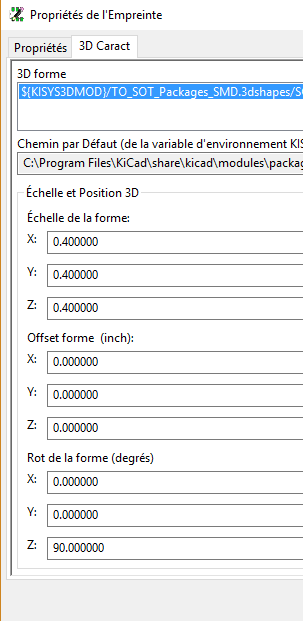 Propriétés de l'Empreinte
Propriétés
3D Caract
3D forme
${KISYS3DMOD}/TO_SOT_Packages_SMD.3dshapes/S
Chemin par Défaut (de la variable d'environnement KIS
C:\Program Files\KiCad\share\kicad\modules\packag
Échelle et Position 3D
Échelle de la forme:
X: 0.400000
Y: 0.400000
Z: 0.400000
Offset forme (inch):
X: 0.000000
Y: 0.000000
Z: 0.000000
Rot de la forme (degrés)
X: 0.000000
Y: 0.000000
Z: 90.000000